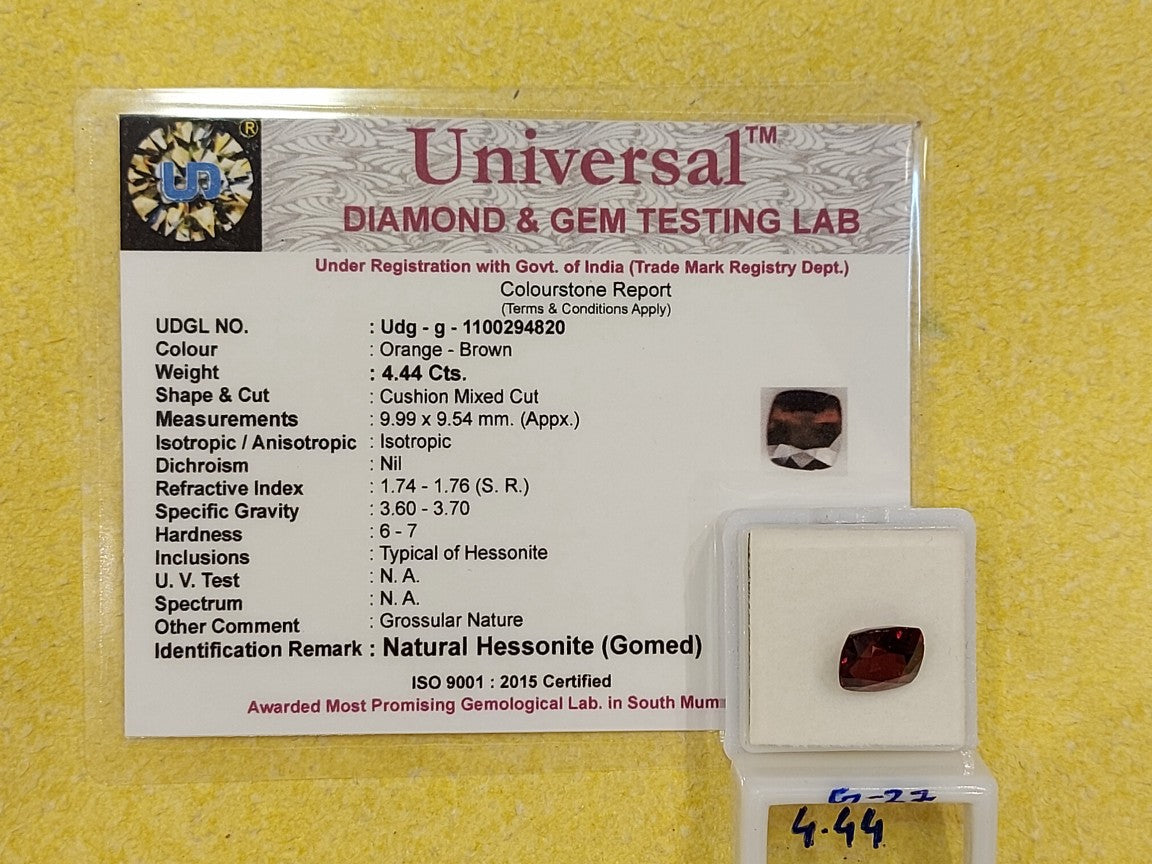 UD ®
Universal™
DIAMOND & GEM TESTING LAB
Under Registration with Govt. of India (Trade Mark Registry Dept.)
Colourstone Report
(Terms & Conditions Apply)
UDGL NO. : Udg - g - 1100294820
Colour : Orange - Brown
Weight : 4.44 Cts.
Shape & Cut : Cushion Mixed Cut
Measurements : 9.99 x 9.54 mm. (Appx.)
Isotropic / Anisotropic : Isotropic
Dichroism : Nil
Refractive Index : 1.74 - 1.76 (S. R.)
Specific Gravity : 3.60 - 3.70
Hardness : 6 - 7
Inclusions : Typical of Hessonite
U. V. Test : N. A.
Spectrum : N. A.
Other Comment : Grossular Nature
Identification Remark : Natural Hessonite (Gomed)
ISO 9001 : 2015 Certified
Awarded Most Promising Gemological Lab. in South Mum
4.44